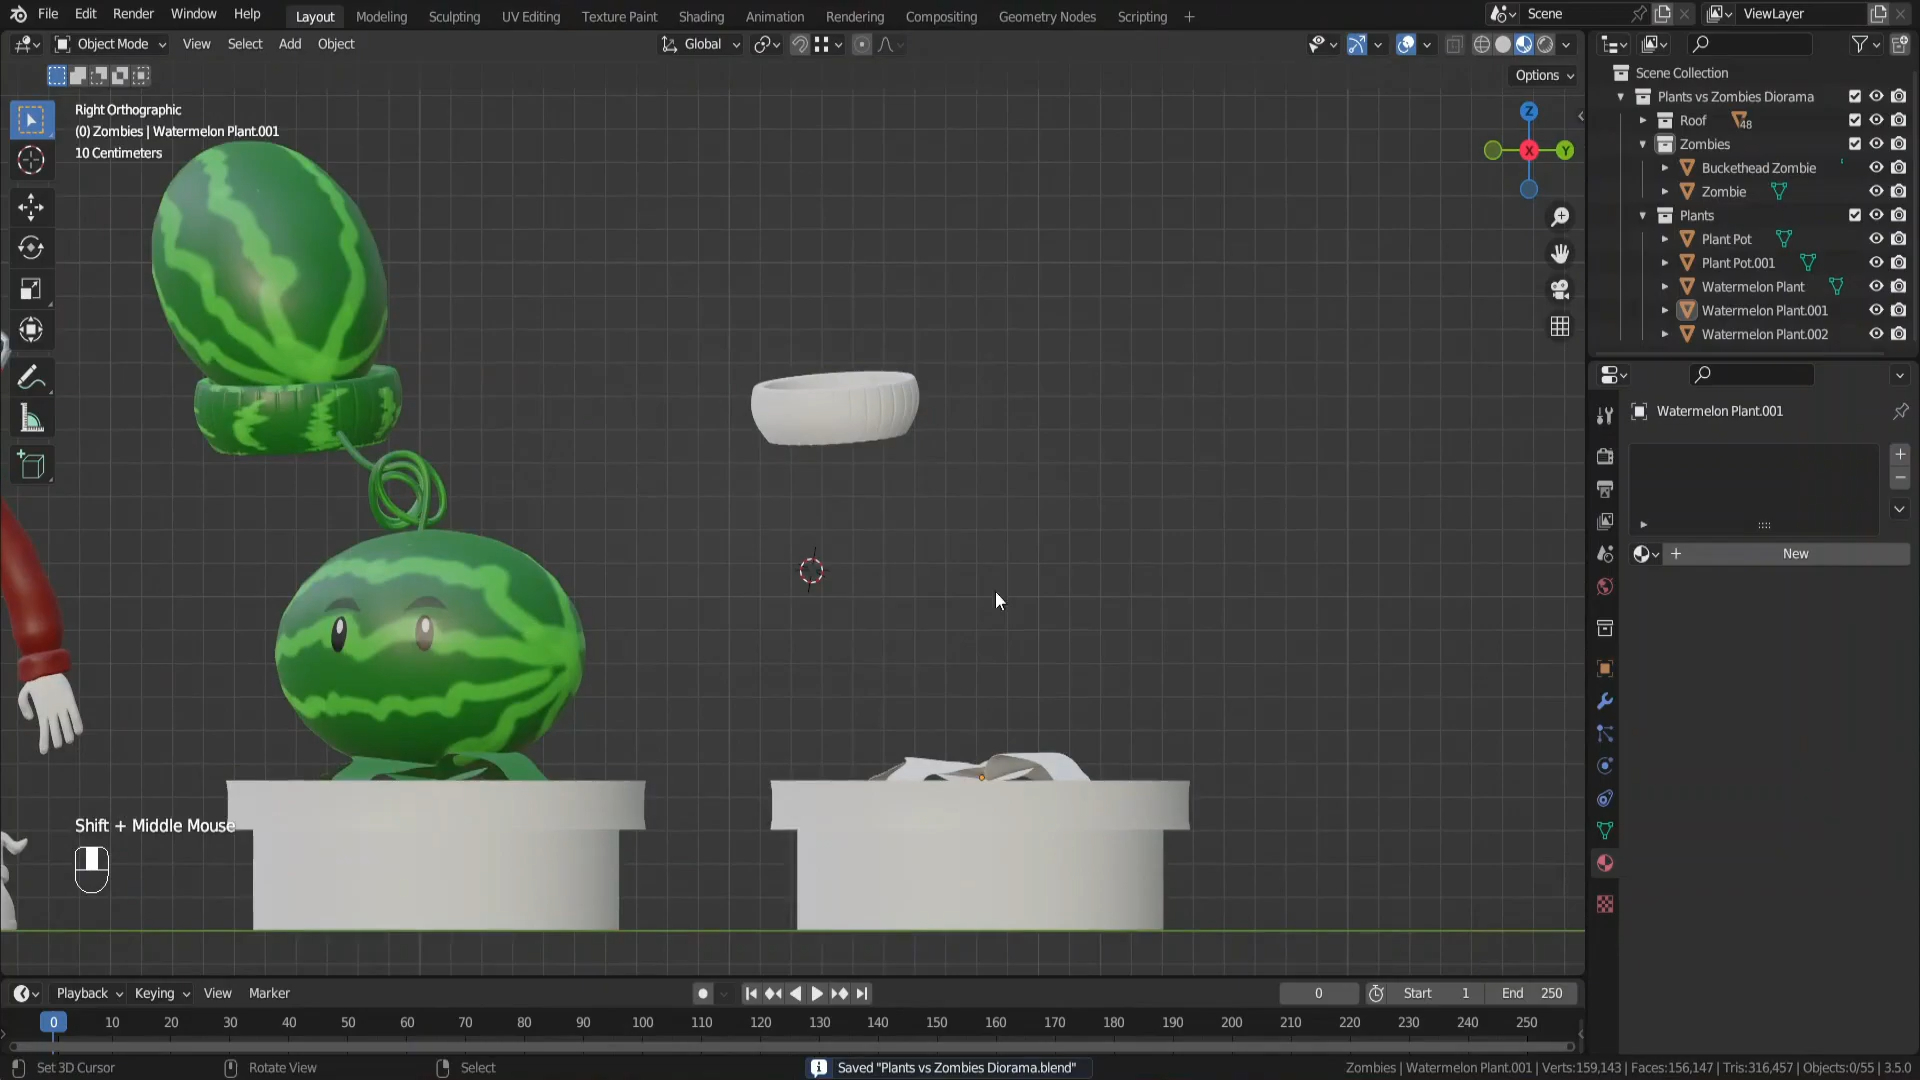 File Edit Render Window Help Layout Modeling Sculpting UV Editing Texture Paint Shading Animation Rendering Compositing Geometry Nodes Scripting + Scene ViewLayer
Object Mode View Select Add Object Global
Options
Right Orthographic
(0) Zombies | Watermelon Plant.001
10 Centimeters
Z
X
Y
Scene Collection
Plants vs Zombies Diorama
Roof 48
Zombies
Buckethead Zombie
Zombie
Plants
Plant Pot
Plant Pot.001
Watermelon Plant
Watermelon Plant.001
Watermelon Plant.002
Watermelon Plant.001
+ New
Shift + Middle Mouse
Playback Keying View Marker 0 Start 1 End 250
0 10 20 30 40 50 60 70 80 90 100 110 120 130 140 150 160 170 180 190 200 210 220 230 240 250
Set 3D Cursor Rotate View Select Saved "Plants vs Zombies Diorama.blend" Zombies | Watermelon Plant.001 | Verts:159,143 | Faces:156,147 | Tris:316,457 | Objects:0/55 | 3.5.0